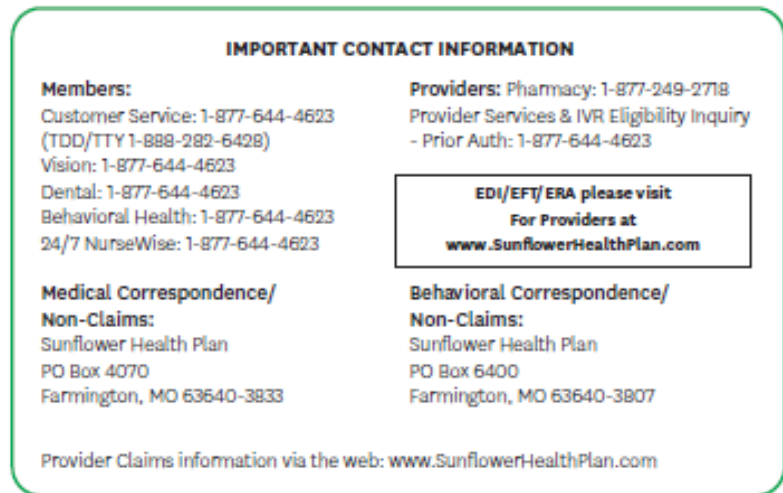 IMPORTANT CONTACT INFORMATION
Members:
Customer Service: 1-877-644-4623
(TDD/TTY 1-888-282-6428)
Vision: 1-877-644-4623
Dental: 1-877-644-4623
Behavioral Health: 1-877-644-4623
24/7 NurseWise: 1-877-644-4623
Providers: Pharmacy: 1-877-249-2718
Provider Services & IVR Eligibility Inquiry
- Prior Auth: 1-877-644-4623
EDI/EFT/ERA please visit
For Providers at
www.SunflowerHealthPlan.com
Medical Correspondence/
Non-Claims:
Sunflower Health Plan
PO Box 4070
Farmington, MO 63640-3833
Behavioral Correspondence/
Non-Claims:
Sunflower Health Plan
PO Box 6400
Farmington, MO 63640-3807
Provider Claims information via the web: www.SunflowerHealthPlan.com